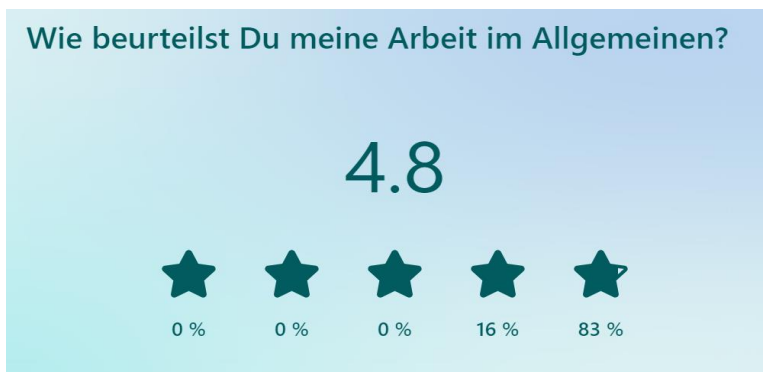 Wie beurteilst Du meine Arbeit im Allgemeinen?
4.8
0 % 0 % 0 % 16 % 83 %